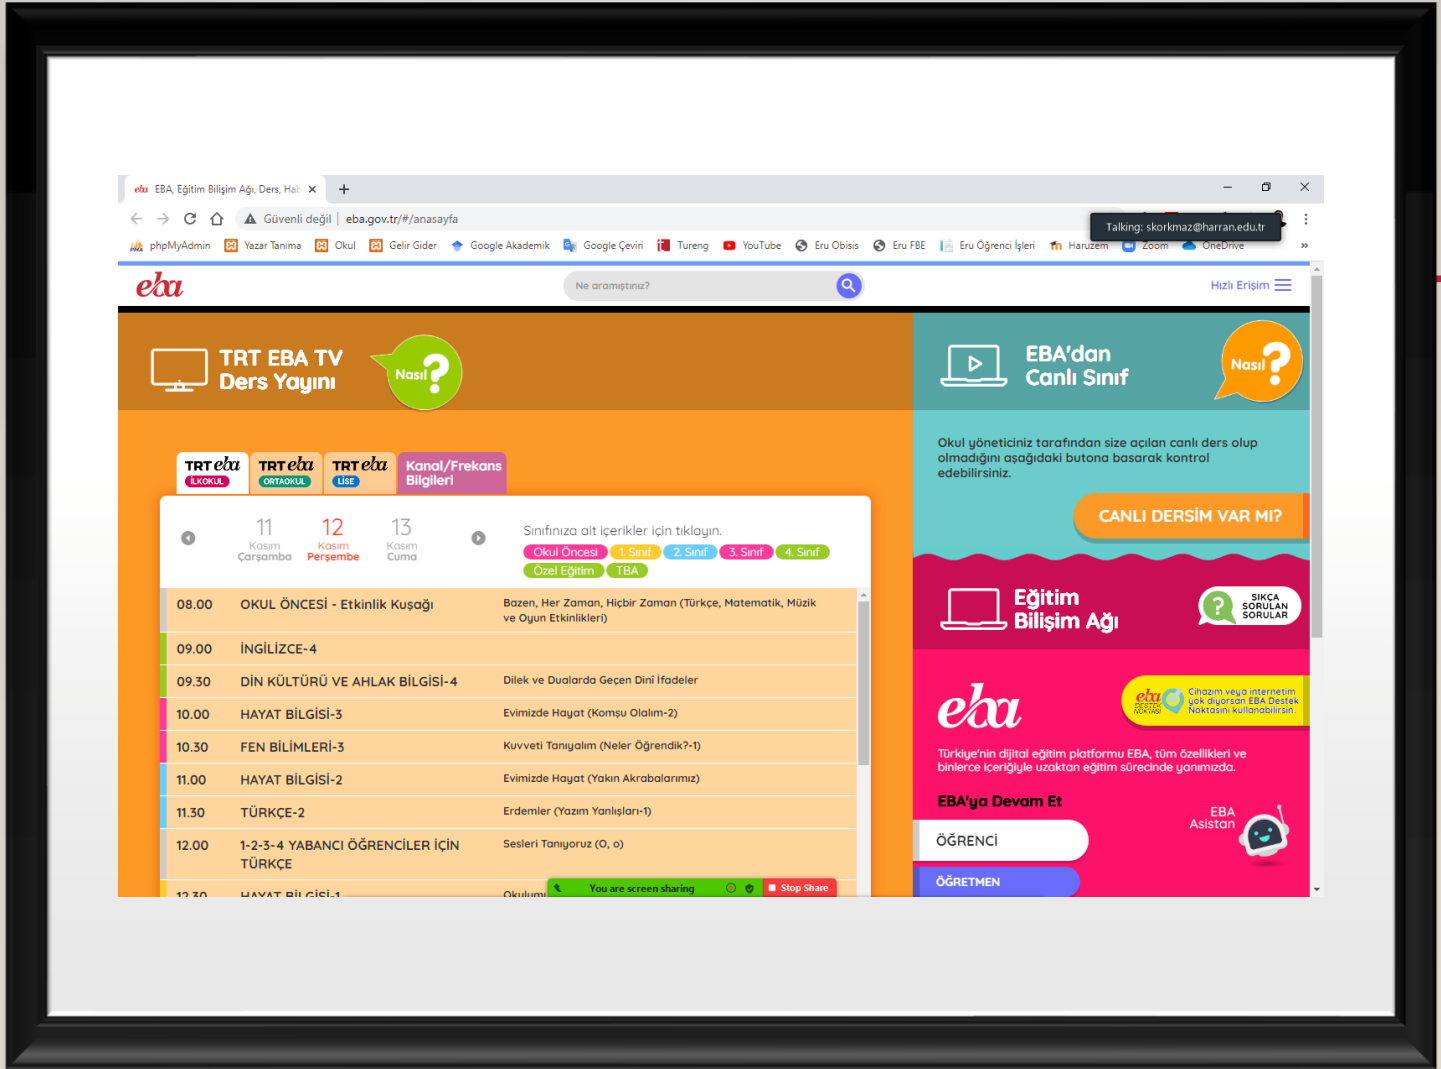 eba EBA, Eğitim Bilişim Ağı, Ders, Hab
Güvenli değil eba.gov.tr/#/anasayfa
Talking: skorkmaz@harran.edu.tr
phpMyAdmin Yazar Tanıma Okul Gelir Gider Google Akademik Google Çeviri Tureng YouTube Eru Obisis Eru FBE Eru Öğrenci İşleri Haruzem Zoom OneDrive »
eba Ne aramıştınız? Hızlı Erişim
TRT EBA TV
Ders Yayını
Nasıl ?
TRT eba İLKOKUL
TRT eba ORTAOKUL
TRT eba LİSE
Kanal/Frekans
Bilgileri
11 Kasım Çarşamba
12 Kasım Perşembe
13 Kasım Cuma
Sınıfınıza ait içerikler için tıklayın.
Okul Öncesi 1. Sınıf 2. Sınıf 3. Sınıf 4. Sınıf
Özel Eğitim TBA
08.00 OKUL ÖNCESİ - Etkinlik Kuşağı Bazen, Her Zaman, Hiçbir Zaman (Türkçe, Matematik, Müzik
ve Oyun Etkinlikleri)
09.00 İNGİLİZCE-4
09.30 DİN KÜLTÜRÜ VE AHLAK BİLGİSİ-4 Dilek ve Dualarda Geçen Dinî İfadeler
10.00 HAYAT BİLGİSİ-3 Evimizde Hayat (Komşu Olalım-2)
10.30 FEN BİLİMLERİ-3 Kuvveti Tanıyalım (Neler Öğrendik?-1)
11.00 HAYAT BİLGİSİ-2 Evimizde Hayat (Yakın Akrabalarımız)
11.30 TÜRKÇE-2 Erdemler (Yazım Yanlışları-1)
12.00 1-2-3-4 YABANCI ÖĞRENCİLER İÇİN Sesleri Tanıyoruz (O, o)
TÜRKÇE
12.30 HAYAT BİLGİSİ-1
You are screen sharing Stop Share
EBA'dan
Canlı Sınıf
Nasıl ?
Okul yöneticiniz tarafından size açılan canlı ders olup
olmadığını aşağıdaki butona basarak kontrol
edebilirsiniz.
CANLI DERSİM VAR MI?
Eğitim
Bilişim Ağı
? SIKÇA
SORULAN
SORULAR
eba
eba DESTEK NOKTASI
Cihazım veya internetim
yok diyorsan EBA Destek
Noktasını kullanabilirsin.
Türkiye'nin dijital eğitim platformu EBA, tüm özellikleri ve
binlerce içeriğiyle uzaktan eğitim sürecinde yanımızda.
EBA'ya Devam Et
EBA
Asistan
ÖĞRENCİ
ÖĞRETMEN